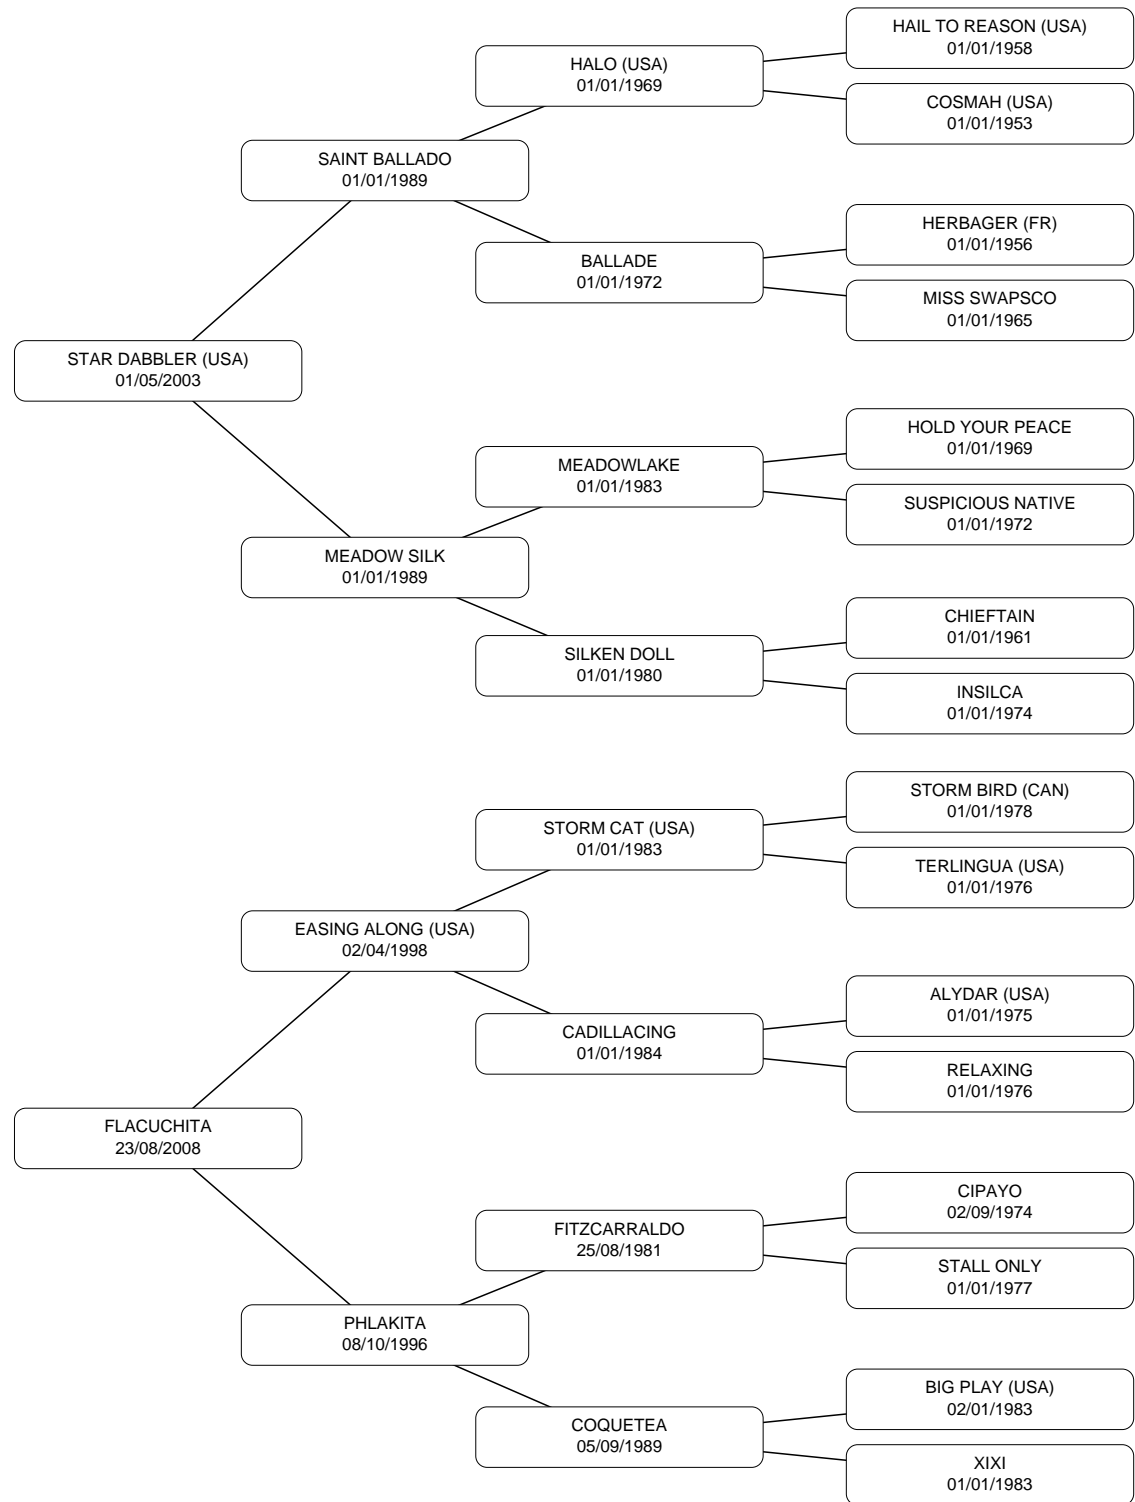 HAIL TO REASON (USA)
01/01/1958
HALO (USA)
01/01/1969
COSMAH (USA)
01/01/1953
SAINT BALLADO
01/01/1989
HERBAGER (FR)
01/01/1956
BALLADE
01/01/1972
MISS SWAPSCO
01/01/1965
STAR DABBLER (USA)
01/05/2003
HOLD YOUR PEACE
01/01/1969
MEADOWLAKE
01/01/1983
SUSPICIOUS NATIVE
01/01/1972
MEADOW SILK
01/01/1989
CHIEFTAIN
01/01/1961
SILKEN DOLL
01/01/1980
INSILCA
01/01/1974
STORM BIRD (CAN)
01/01/1978
STORM CAT (USA)
01/01/1983
TERLINGUA (USA)
01/01/1976
EASING ALONG (USA)
02/04/1998
ALYDAR (USA)
01/01/1975
CADILLACING
01/01/1984
RELAXING
01/01/1976
FLACUCHITA
23/08/2008
CIPAYO
02/09/1974
FITZCARRALDO
25/08/1981
STALL ONLY
01/01/1977
PHLAKITA
08/10/1996
BIG PLAY (USA)
02/01/1983
COQUETEA
05/09/1989
XIXI
01/01/1983